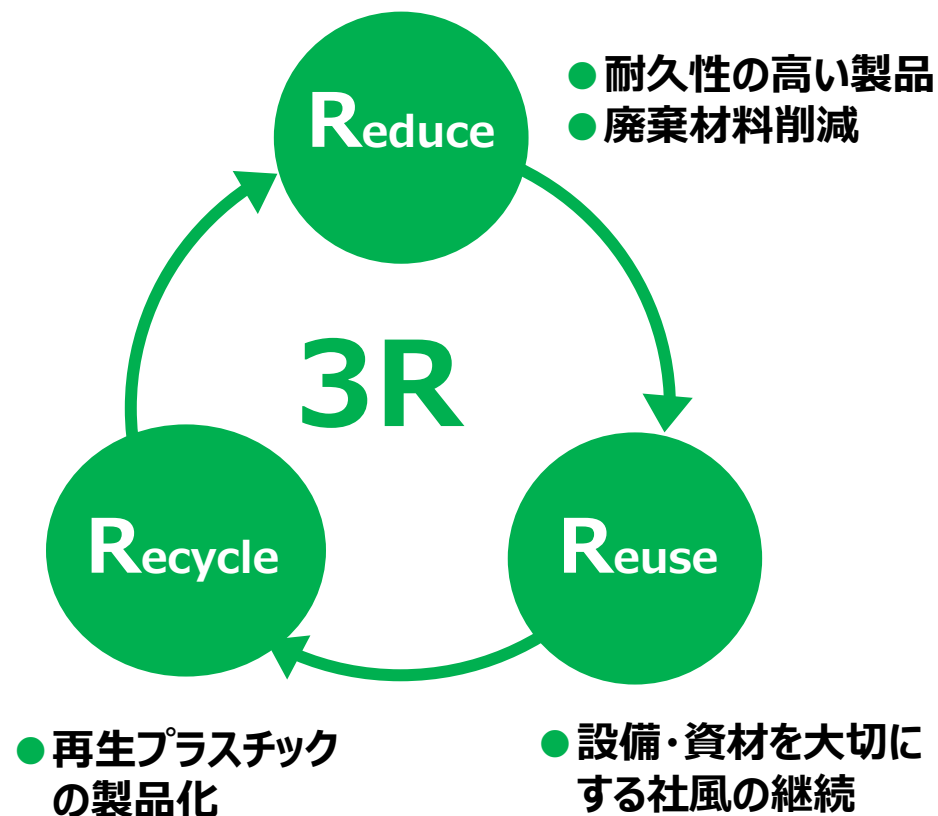 Reduce
●耐久性の高い製品
●廃棄材料削減
3R
Recycle
Reuse
●再生プラスチック
の製品化
●設備・資材を大切に
する社風の継続